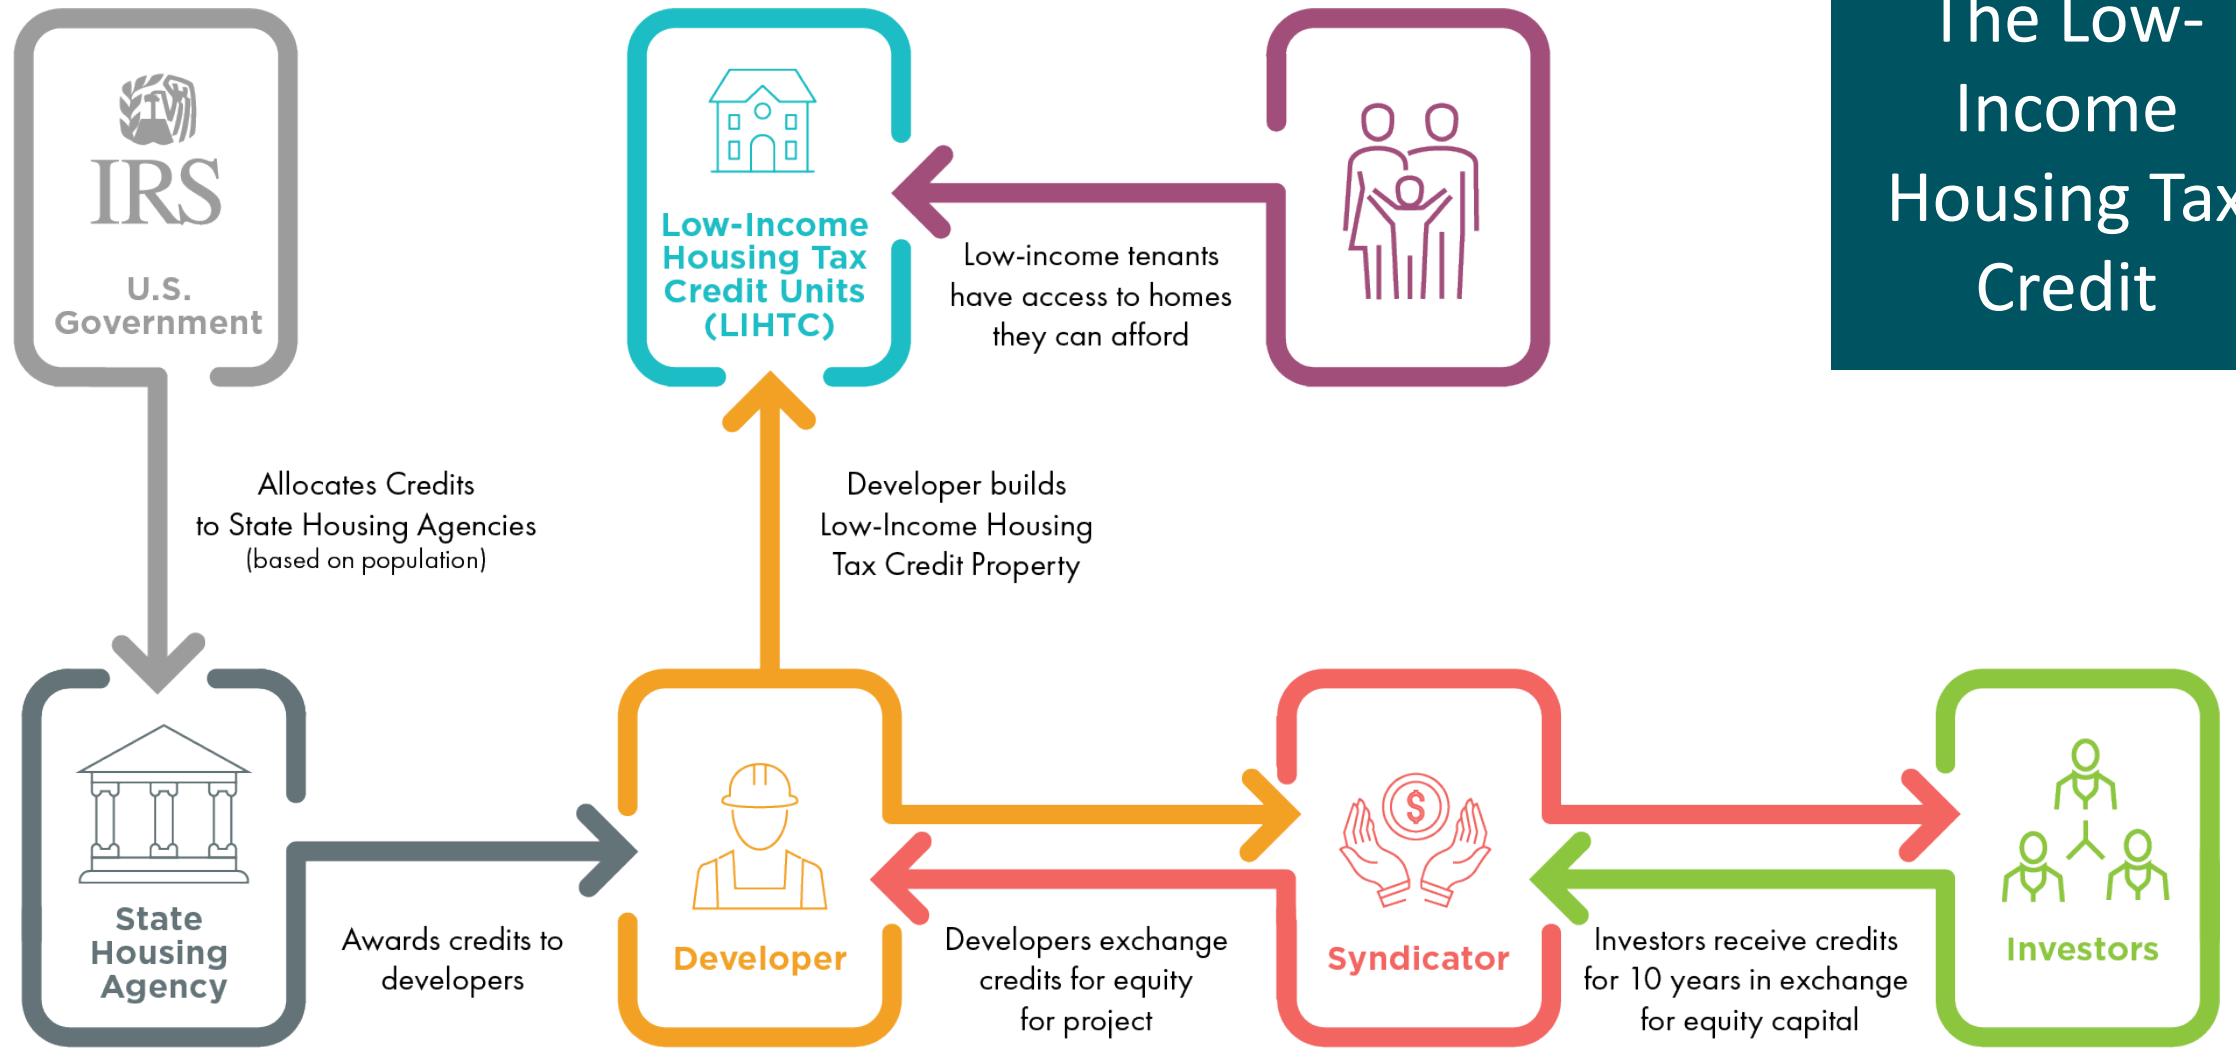 The Low-
Income
Housing Tax
Credit
IRS
U.S.
Government
Low-Income
Housing Tax
Credit Units
(LIHTC)
Low-income tenants
have access to homes
they can afford
Allocates Credits
to State Housing Agencies
(based on population)
Developer builds
Low-Income Housing
Tax Credit Property
State
Housing
Agency
Awards credits to
developers
Developer
Developers exchange
credits for equity
for project
$
Syndicator
Investors receive credits
for 10 years in exchange
for equity capital
Investors